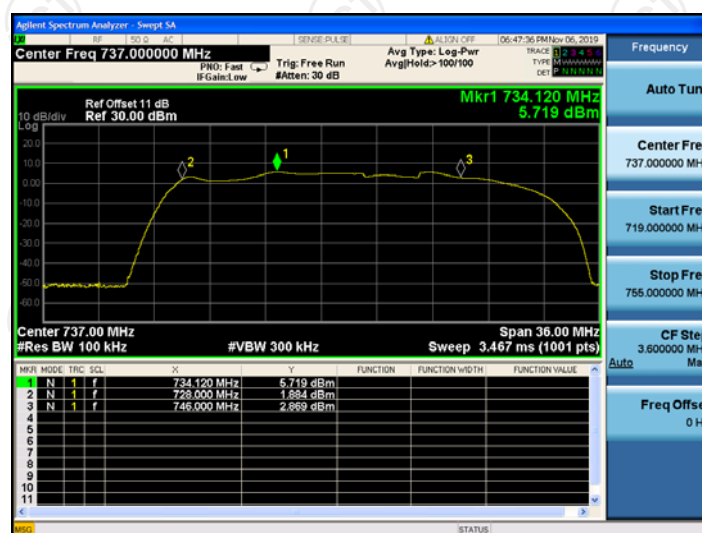 Agilent Spectrum Analyzer - Swept SA
RF 50 Ω AC SENSE:PULSE ALIGN OFF 06:47:36 PM Nov 06, 2019
Center Freq 737.000000 MHz
PNO: Fast Trig: Free Run
IFGain:Low #Atten: 30 dB
Avg Type: Log-Pwr
Avg|Hold:>100/100
TRACE 1 2 3 4 5 6
TYPE M
DET P N N N N N
Frequency
Ref Offset 11 dB
Ref 30.00 dBm
Mkr1 734.120 MHz
5.719 dBm
10 dB/div
Log
20.0
10.0
0.00
-10.0
-20.0
-30.0
-40.0
-50.0
-60.0
2
1
3
Center 737.00 MHz
#Res BW 100 kHz
#VBW 300 kHz
Span 36.00 MHz
Sweep 3.467 ms (1001 pts)
MKR MODE TRC SCL X Y FUNCTION FUNCTION WIDTH FUNCTION VALUE
1 N 1 f 734.120 MHz 5.719 dBm
2 N 1 f 728.000 MHz 1.884 dBm
3 N 1 f 746.000 MHz 2.869 dBm
4
5
6
7
8
9
10
11
MSG
STATUS
Auto Tun
Center Fre
737.000000 MH
Start Fre
719.000000 MH
Stop Fre
755.000000 MH
CF Ste
3.600000 MH
Auto Ma
Freq Offse
0 H